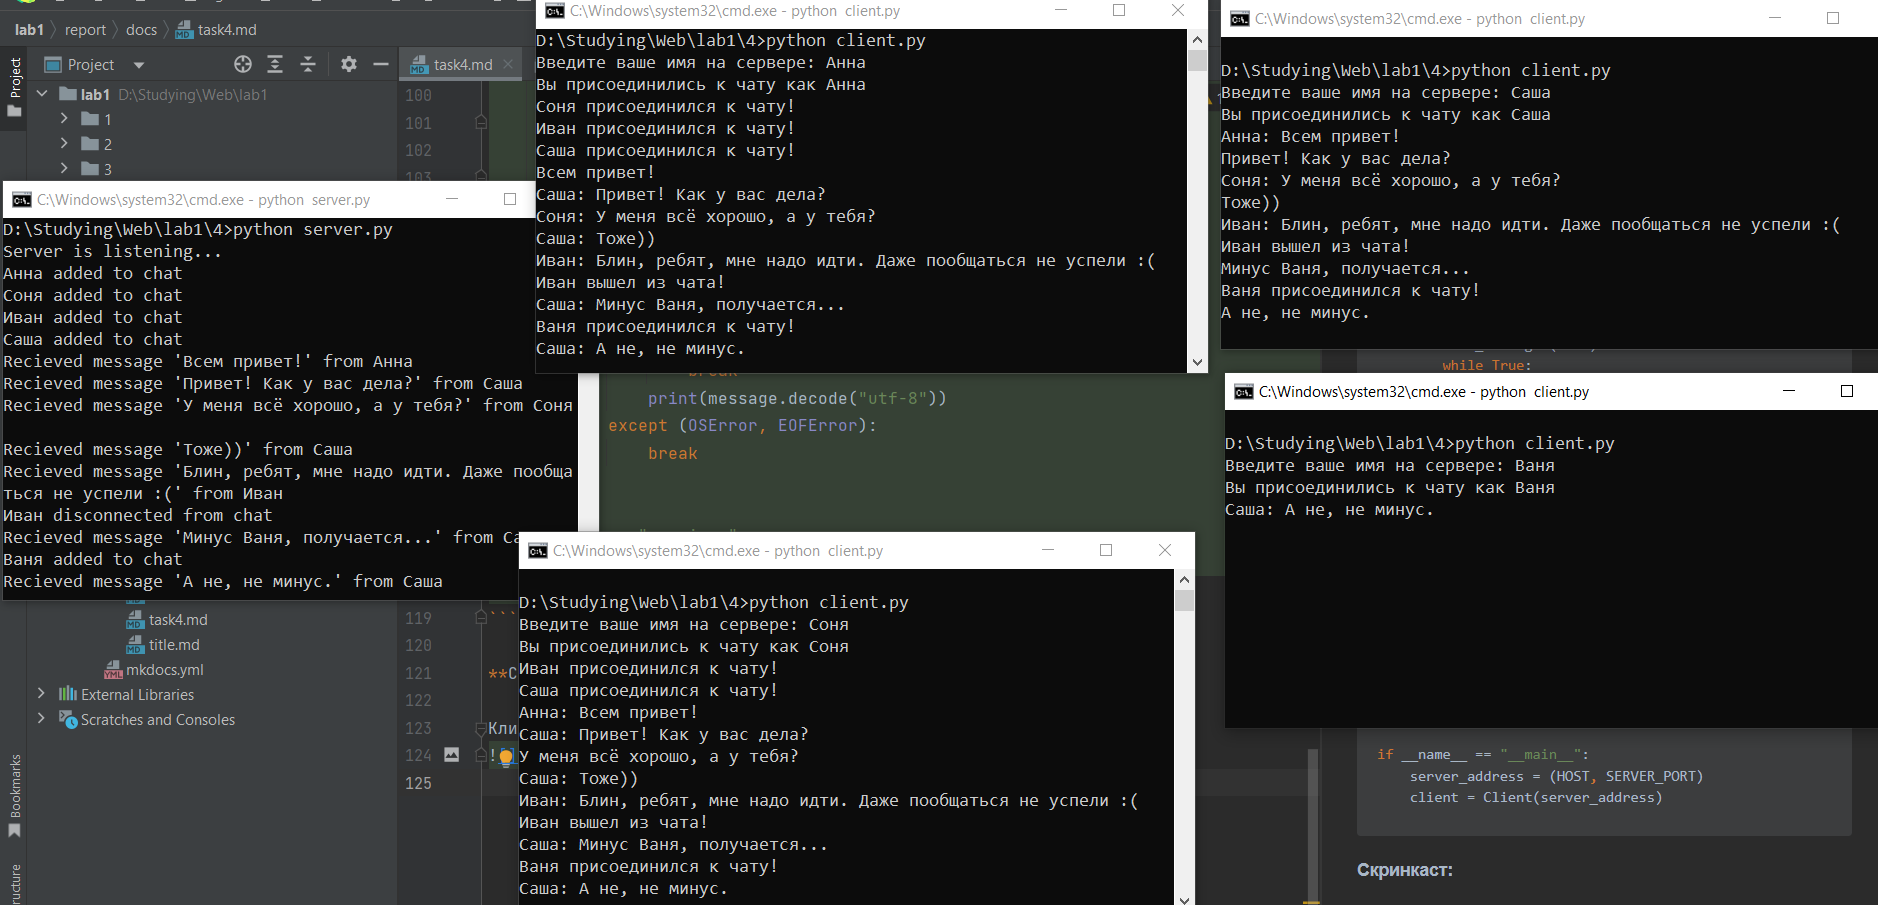 lab1 report docs task4.md
Project
Project
task4.md
lab1 D:\Studying\Web\lab1
1
2
3
100
101
102
103
C:\Windows\system32\cmd.exe - python server.py
D:\Studying\Web\lab1\4>python server.py
Server is listening...
Анна added to chat
Соня added to chat
Иван added to chat
Саша added to chat
Recieved message 'Всем привет!' from Анна
Recieved message 'Привет! Как у вас дела?' from Саша
Recieved message 'У меня всё хорошо, а у тебя?' from Соня
Recieved message 'Тоже))' from Саша
Recieved message 'Блин, ребят, мне надо идти. Даже пообща
ться не успели :(' from Иван
Иван disconnected from chat
Recieved message 'Минус Ваня, получается...' from Са
Ваня added to chat
Recieved message 'А не, не минус.' from Саша
task4.md
title.md
mkdocs.yml
External Libraries
Scratches and Consoles
Bookmarks
ructure
C:\Windows\system32\cmd.exe - python client.py
D:\Studying\Web\lab1\4>python client.py
Введите ваше имя на сервере: Анна
Вы присоединились к чату как Анна
Соня присоединился к чату!
Иван присоединился к чату!
Саша присоединился к чату!
Всем привет!
Саша: Привет! Как у вас дела?
Соня: У меня всё хорошо, а у тебя?
Саша: Тоже))
Иван: Блин, ребят, мне надо идти. Даже пообщаться не успели :(
Иван вышел из чата!
Саша: Минус Ваня, получается...
Ваня присоединился к чату!
Саша: А не, не минус.
break
print(message.decode("utf-8"))
except (OSError, EOFError):
break
119 ```
120
121 **С
122
123 Кли
124 !
125
C:\Windows\system32\cmd.exe - python client.py
D:\Studying\Web\lab1\4>python client.py
Введите ваше имя на сервере: Соня
Вы присоединились к чату как Соня
Иван присоединился к чату!
Саша присоединился к чату!
Анна: Всем привет!
Саша: Привет! Как у вас дела?
У меня всё хорошо, а у тебя?
Саша: Тоже))
Иван: Блин, ребят, мне надо идти. Даже пообщаться не успели :(
Иван вышел из чата!
Саша: Минус Ваня, получается...
Ваня присоединился к чату!
Саша: А не, не минус.
C:\Windows\system32\cmd.exe - python client.py
D:\Studying\Web\lab1\4>python client.py
Введите ваше имя на сервере: Саша
Вы присоединились к чату как Саша
Анна: Всем привет!
Привет! Как у вас дела?
Соня: У меня всё хорошо, а у тебя?
Тоже))
Иван: Блин, ребят, мне надо идти. Даже пообщаться не успели :(
Иван вышел из чата!
Минус Ваня, получается...
Ваня присоединился к чату!
А не, не минус.
while True:
C:\Windows\system32\cmd.exe - python client.py
D:\Studying\Web\lab1\4>python client.py
Введите ваше имя на сервере: Ваня
Вы присоединились к чату как Ваня
Саша: А не, не минус.
if __name__ == "__main__":
server_address = (HOST, SERVER_PORT)
client = Client(server_address)
Скринкаст: